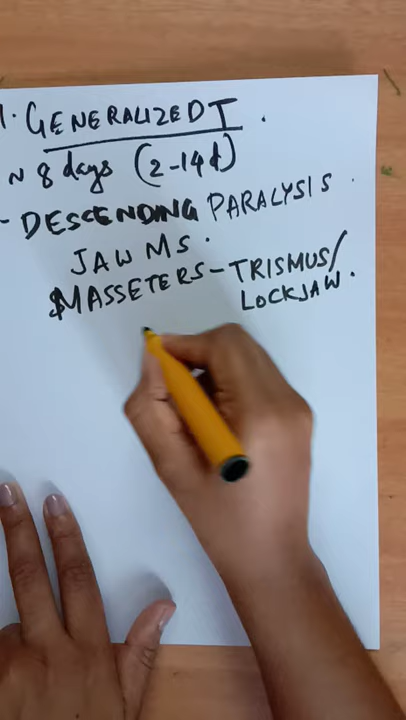 1. GENERALIZED T.
~ 8 days (2-14d)
- DESCENDING PARALYSIS.
JAW MS.
MASSETERS - TRISMUS/
LOCKJAW.